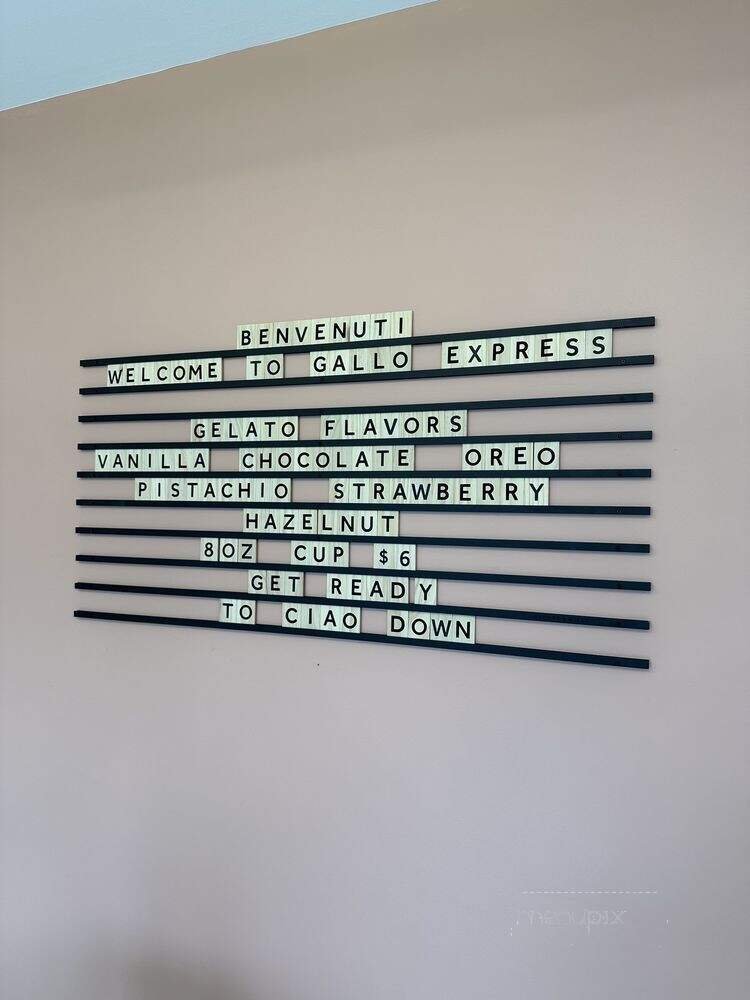 BENVENUTI
WELCOME TO GALLO EXPRESS
GELATO FLAVORS
VANILLA CHOCOLATE OREO
PISTACHIO STRAWBERRY
HAZELNUT
8OZ CUP $6
GET READY
TO CIAO DOWN